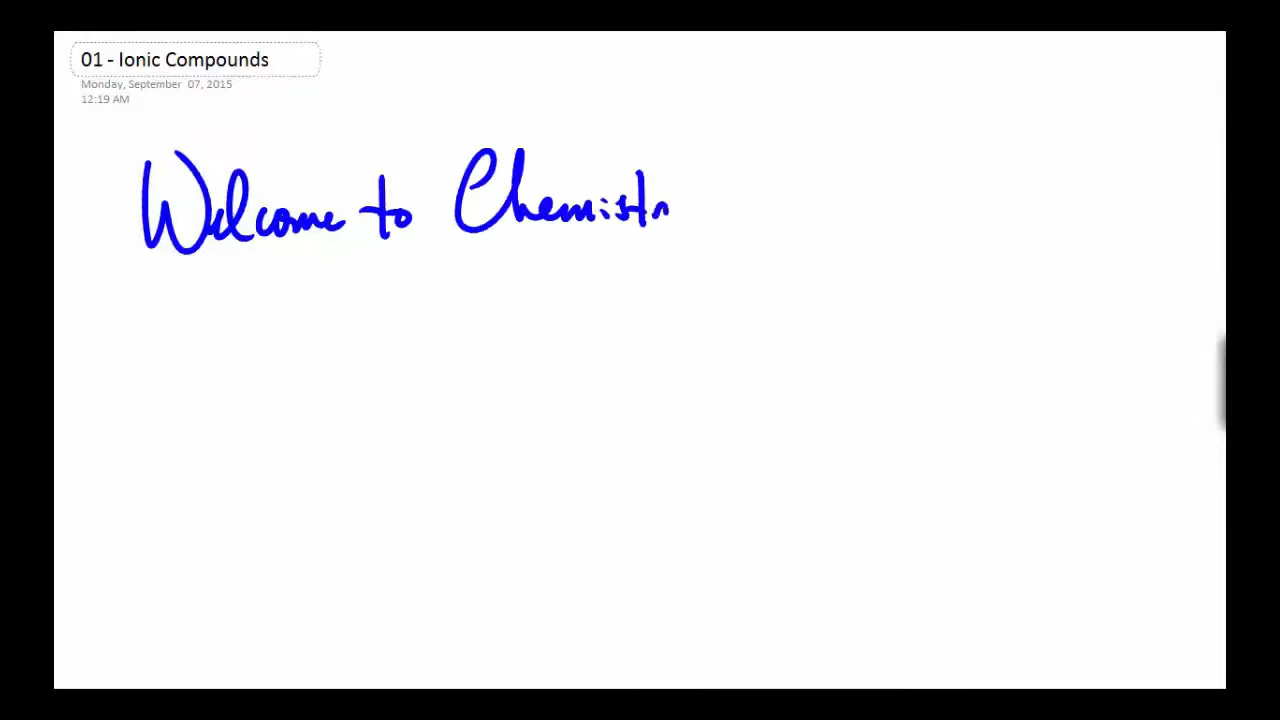 01 - Ionic Compounds
Monday, September 07, 2015
12:19 AM
Welcome to Chemistr